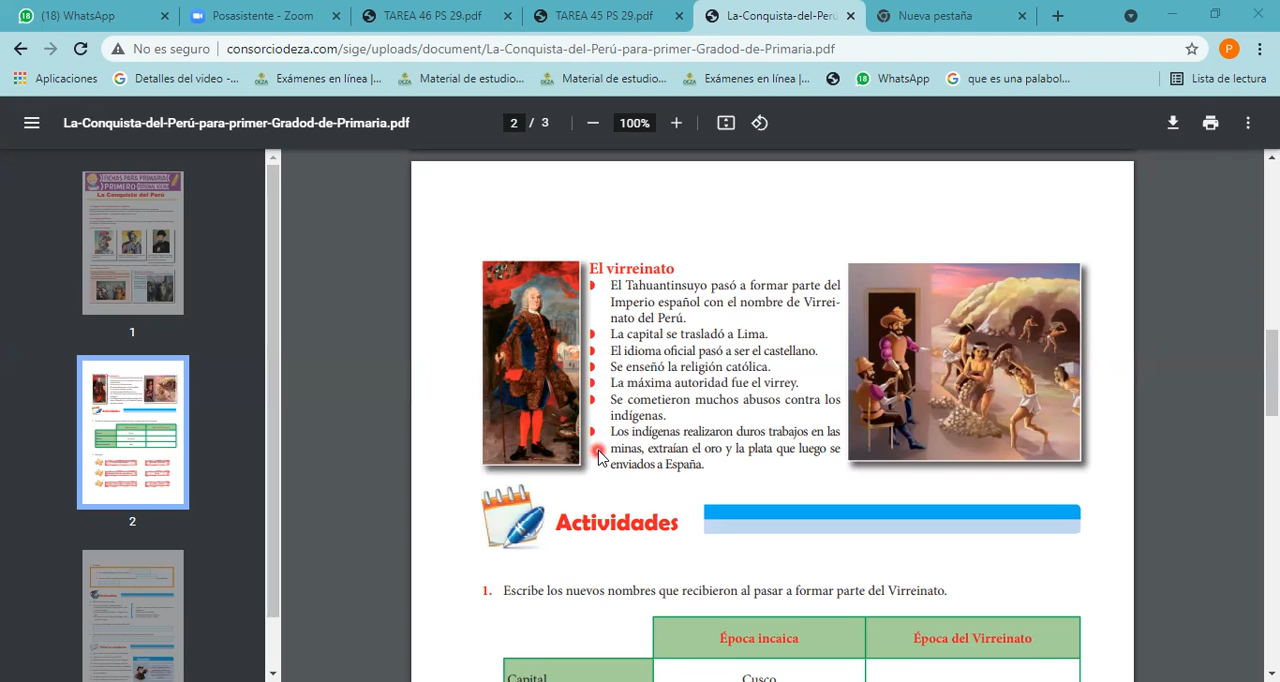 (18) WhatsApp
Posasistente - Zoom
TAREA 46 PS 29.pdf
TAREA 45 PS 29.pdf
La-Conquista-del-Perú
Nueva pestaña
No es seguro
consorciodeza.com/sige/uploads/document/La-Conquista-del-Perú-para-primer-Gradod-de-Primaria.pdf
P
Aplicaciones
Detalles del video -...
Exámenes en línea |...
Material de estudio...
Material de estudio...
Exámenes en línea |...
WhatsApp
que es una palabol...
Lista de lectura
La-Conquista-del-Perú-para-primer-Gradod-de-Primaria.pdf
2 / 3
100%
FICHAS PARA PRIMARIA
PRIMERO
La Conquista del Perú
1
2
El virreinato
El Tahuantinsuyo pasó a formar parte del
Imperio español con el nombre de Virrei-
nato del Perú.
La capital se trasladó a Lima.
El idioma oficial pasó a ser el castellano.
Se enseñó la religión católica.
La máxima autoridad fue el virrey.
Se cometieron muchos abusos contra los
indígenas.
Los indígenas realizaron duros trabajos en las
minas, extraían el oro y la plata que luego se
enviados a España.
Actividades
1. Escribe los nuevos nombres que recibieron al pasar a formar parte del Virreinato.
Época incaica
Época del Virreinato
Capital
Cusco